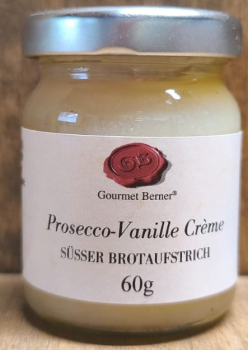 GB
Gourmet Berner®
Prosecco-Vanille Crème
SÜSSER BROTAUFSTRICH
60g